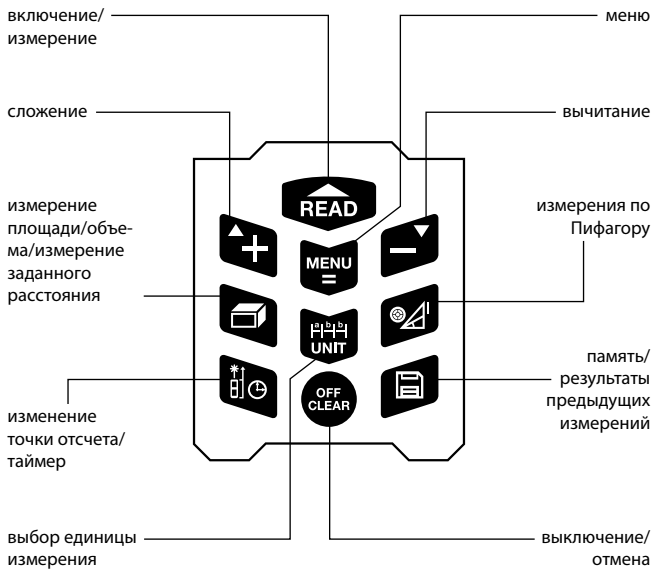 включение/
измерение
меню
сложение
вычитание
измерение
площади/объе-
ма/измерение
заданного
расстояния
измерения по
Пифагору
READ
+
MENU
=
−
a b b
UNIT
OFF
CLEAR
память/
результаты
предыдущих
измерений
изменение
точки отсчета/
таймер
выбор единицы
измерения
выключение/
отмена